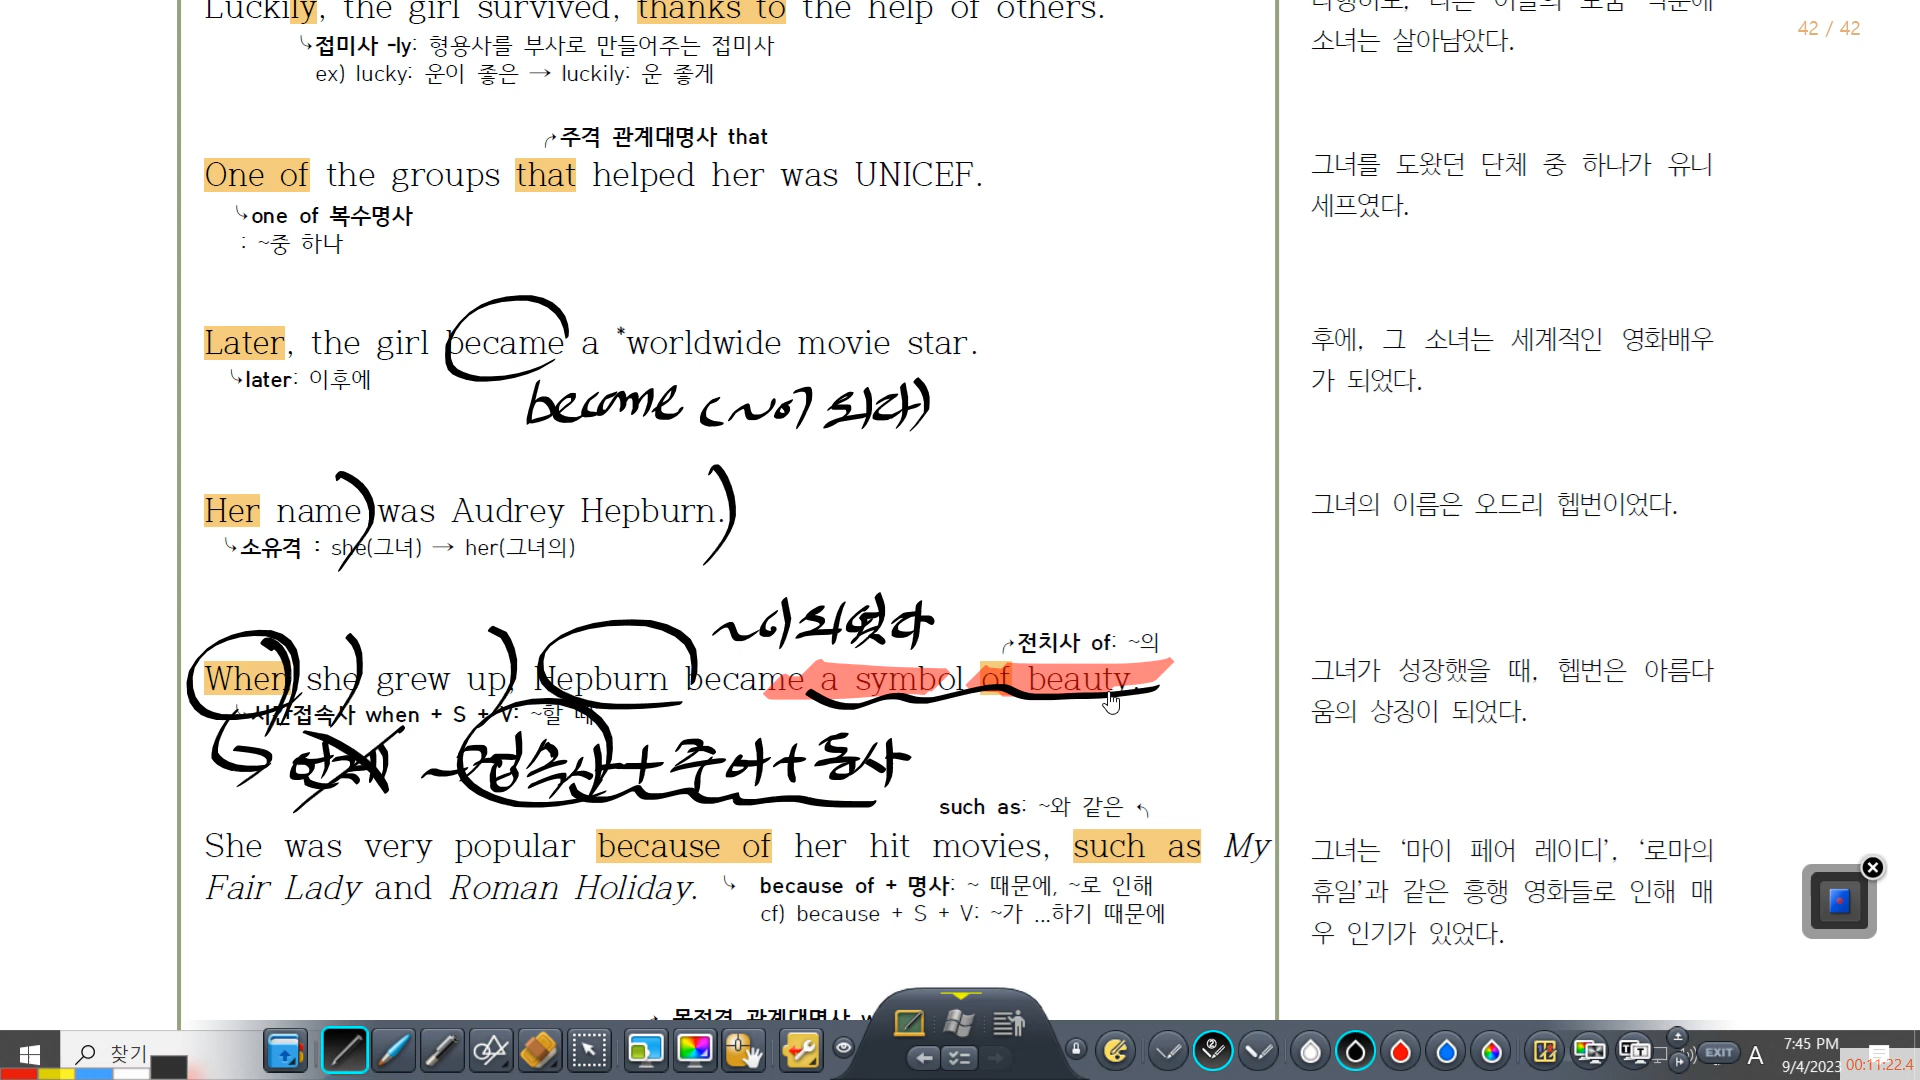 Luckily, the girl survived, thanks to the help of others.
접미사 -ly: 형용사를 부사로 만들어주는 접미사
ex) lucky: 운이 좋은 → luckily: 운 좋게
소녀는 살아남았다.
42 / 42
주격 관계대명사 that
One of the groups that helped her was UNICEF.
one of 복수명사
: ~중 하나
그녀를 도왔던 단체 중 하나가 유니
세프였다.
Later, the girl became a *worldwide movie star.
later: 이후에
become (~이 되다)
후에, 그 소녀는 세계적인 영화배우
가 되었다.
Her name was Audrey Hepburn.
소유격 : she(그녀) → her(그녀의)
그녀의 이름은 오드리 헵번이었다.
~이 되었다
전치사 of: ~의
When she grew up, Hepburn became a symbol of beauty.
시간접속사 when + S + V: ~할 때
언제 ~접속사+주어+동사
그녀가 성장했을 때, 헵번은 아름다
움의 상징이 되었다.
such as: ~와 같은
She was very popular because of her hit movies, such as My
Fair Lady and Roman Holiday.
because of + 명사: ~ 때문에, ~로 인해
cf) because + S + V: ~가 ...하기 때문에
그녀는 ‘마이 페어 레이디’, ‘로마의
휴일’과 같은 흥행 영화들로 인해 매
우 인기가 있었다.
목적격 관계대명사
찾기
EXIT
A
7:45 PM
9/4/2023
00:11:22.4